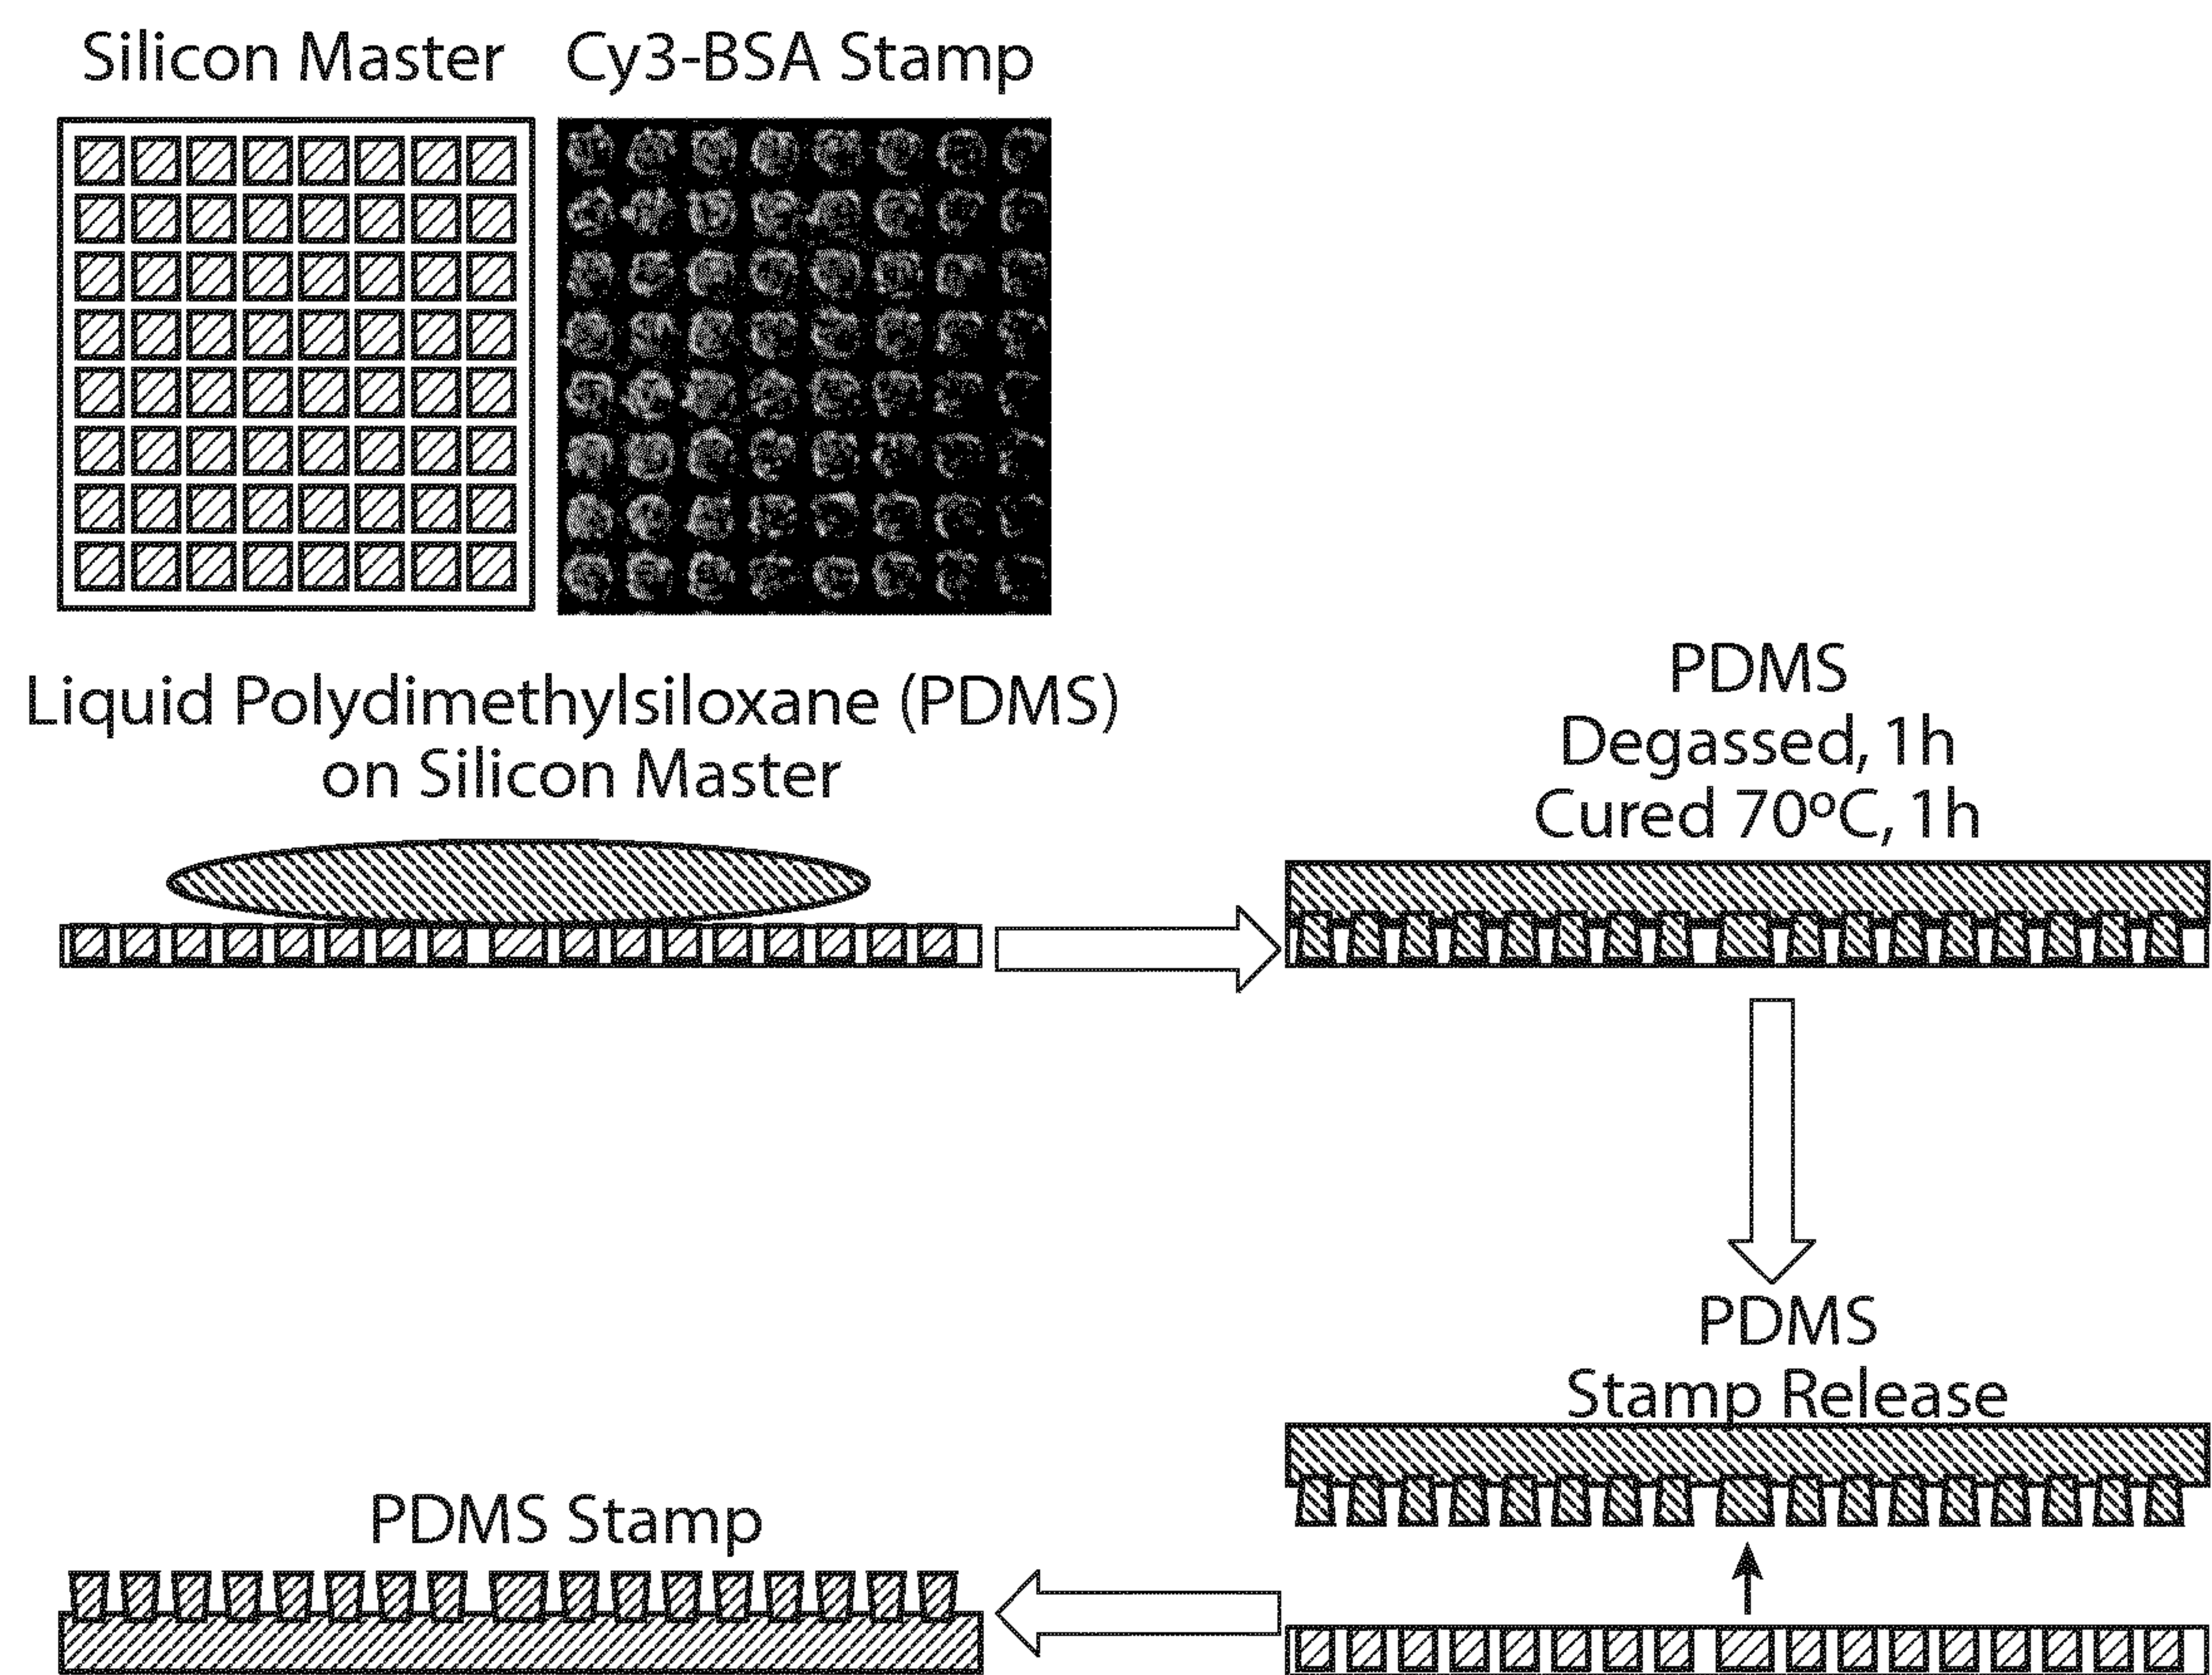 Silicon Master
Cy3-BSA Stamp
Liquid Polydimethylsiloxane (PDMS)
on Silicon Master
PDMS
Degassed, 1h
Cured 70ºC, 1h
PDMS
Stamp Release
PDMS Stamp